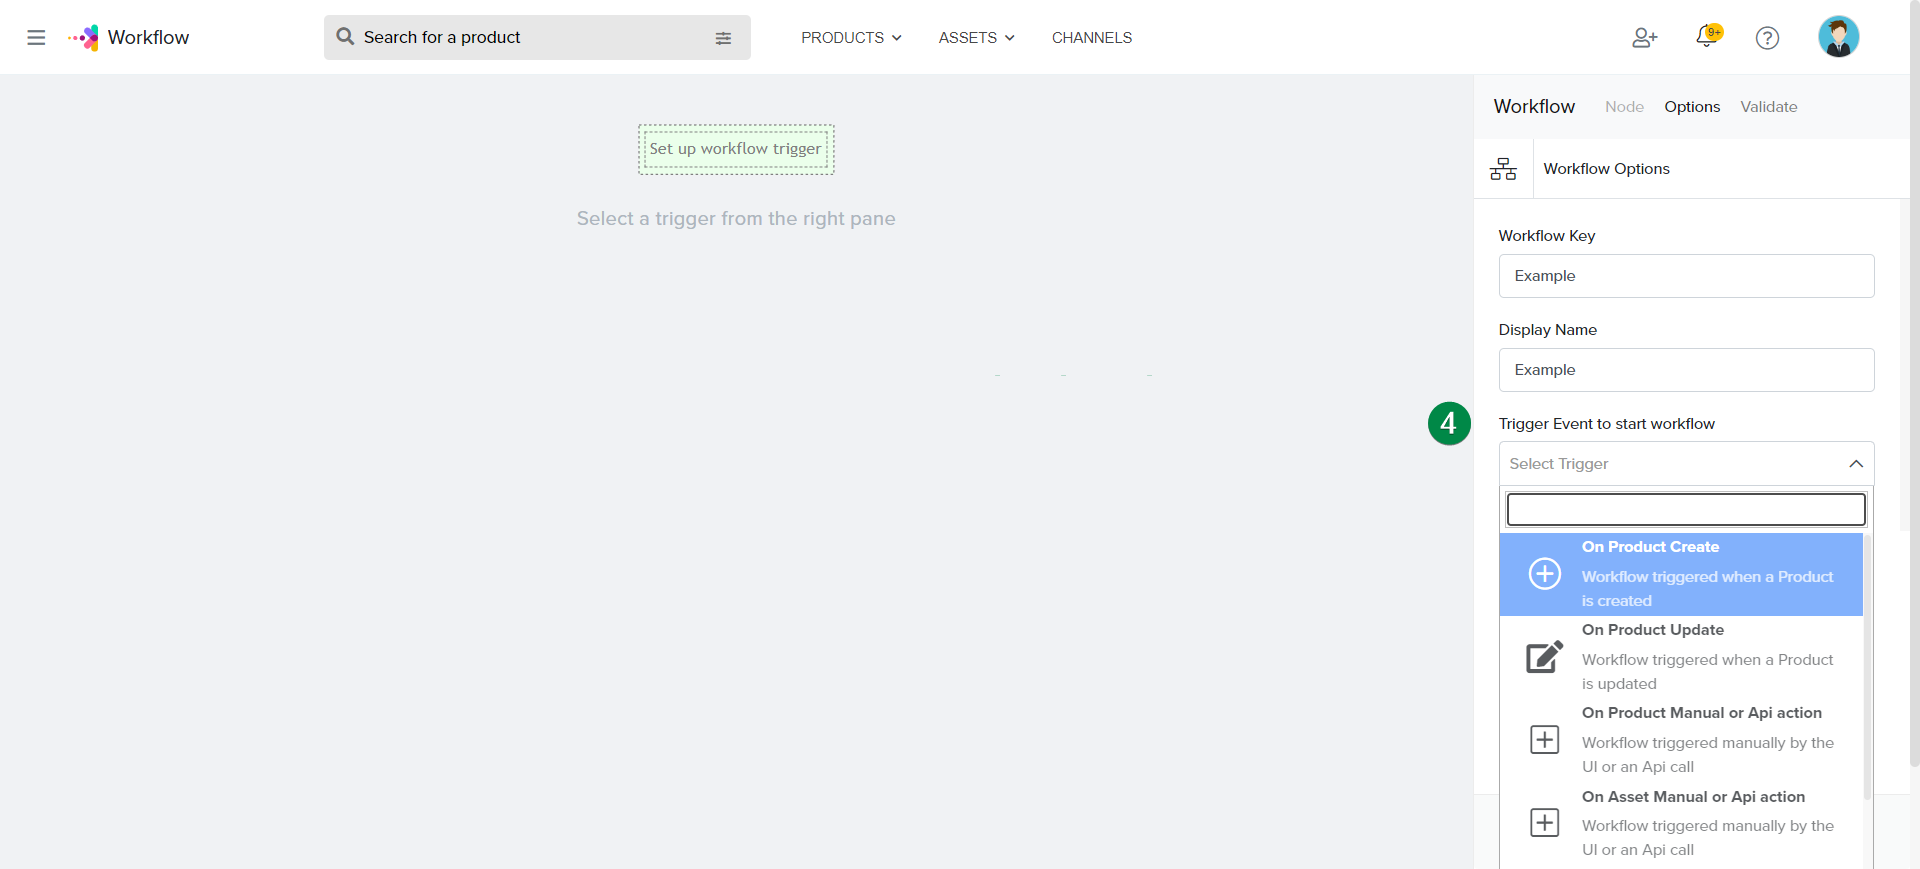 Workflow
Search for a product
PRODUCTS
ASSETS
CHANNELS
9+
?
Set up workflow trigger
Select a trigger from the right pane
Workflow
Node
Options
Validate
Workflow Options
Workflow Key
Example
Display Name
Example
4
Trigger Event to start workflow
Select Trigger
On Product Create
Workflow triggered when a Product
is created
On Product Update
Workflow triggered when a Product
is updated
On Product Manual or Api action
Workflow triggered manually by the
UI or an Api call
On Asset Manual or Api action
Workflow triggered manually by the
UI or an Api call